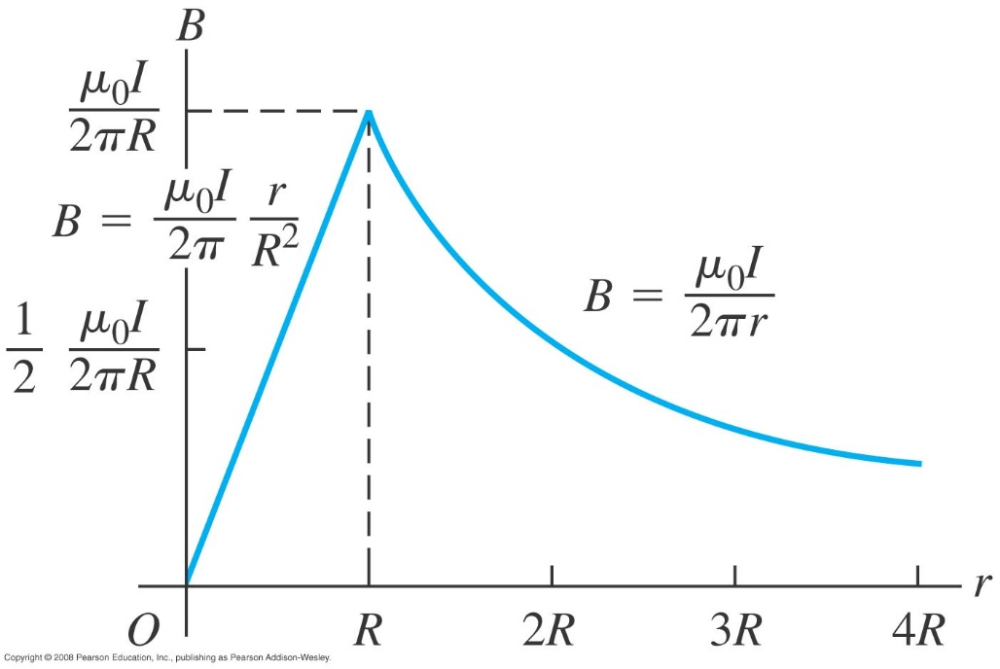 B
μ₀I / 2πR
B = μ₀I / 2π r / R²
B = μ₀I / 2πr
1 / 2 μ₀I / 2πR
r
O R 2R 3R 4R
Copyright © 2008 Pearson Education, Inc., publishing as Pearson Addison-Wesley.